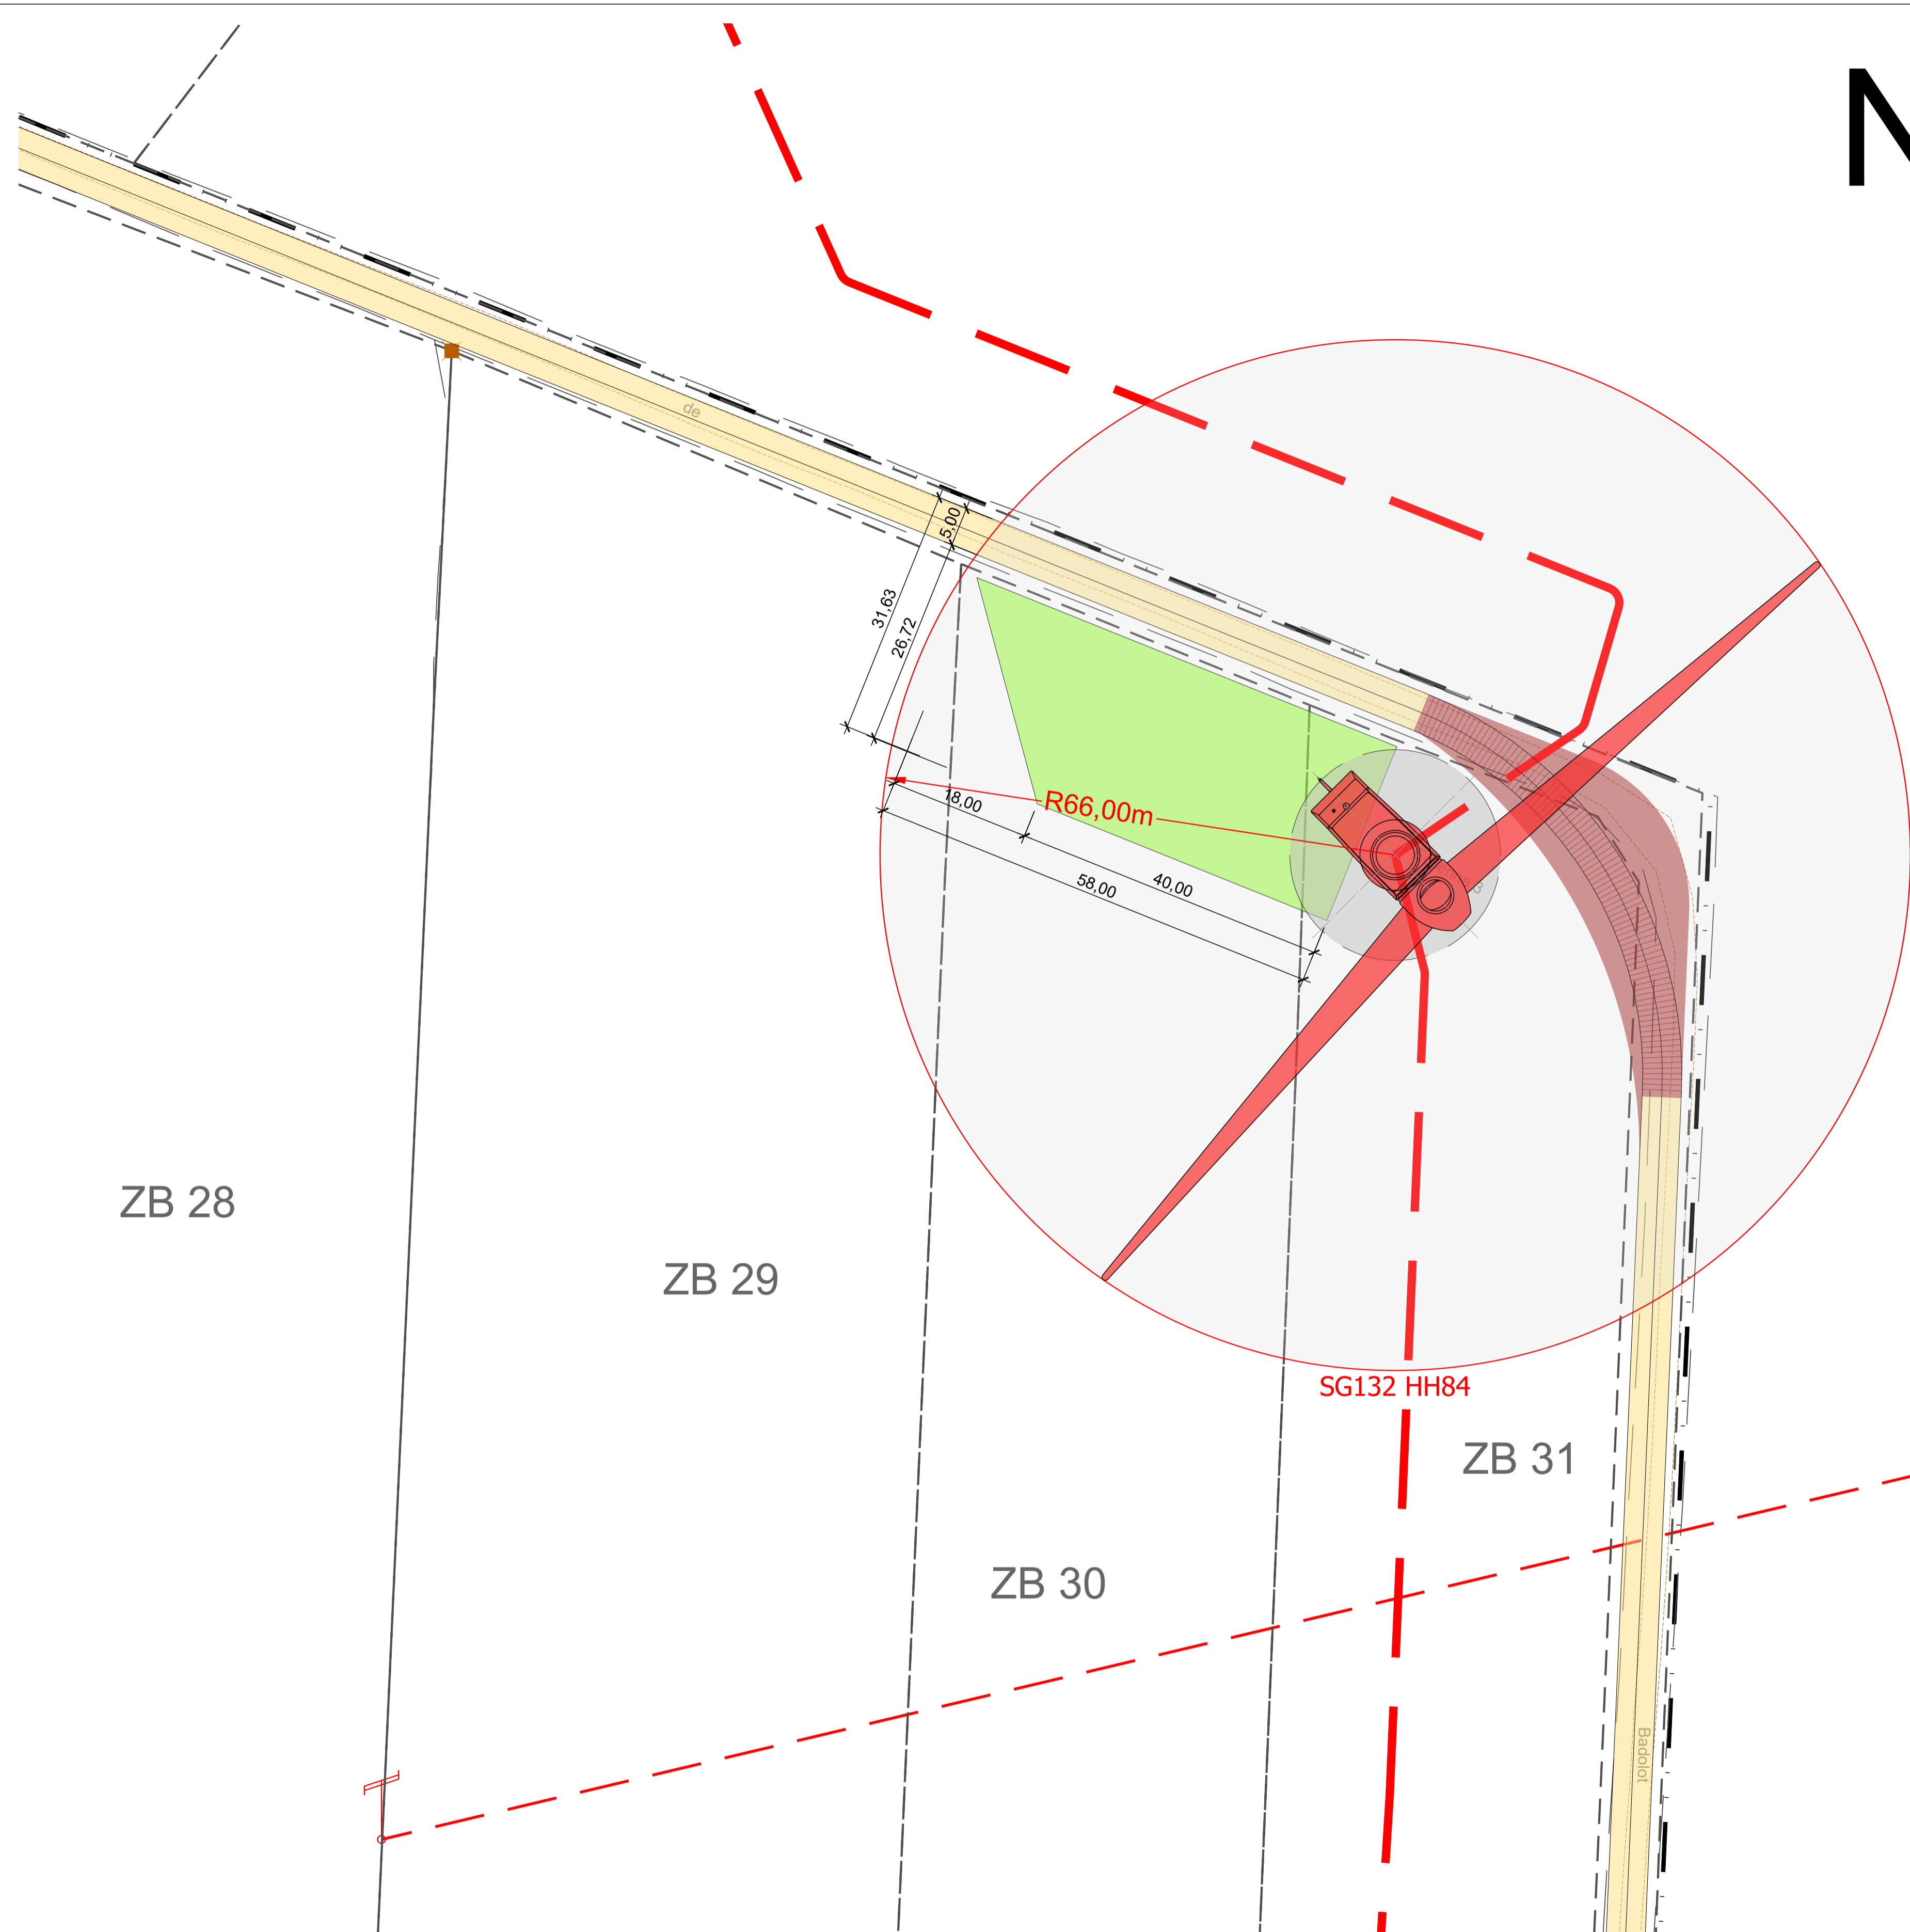 N
de
5,00
31,63
26,72
18,00
R66,00m
58,00
40,00
ZB 28
ZB 29
SG132 HH84
ZB 31
ZB 30
Badolot